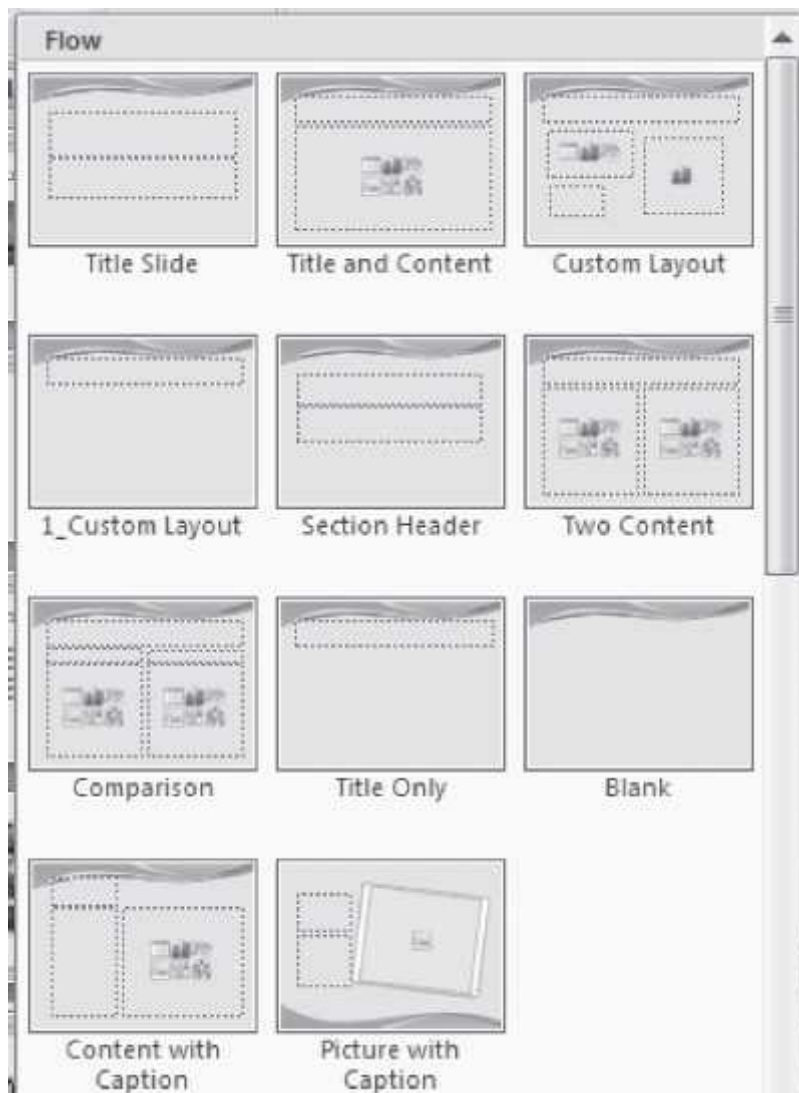 Flow
Title Slide
Title and Content
Custom Layout
1_Custom Layout
Section Header
Two Content
Comparison
Title Only
Blank
Content with
Caption
Picture with
Caption